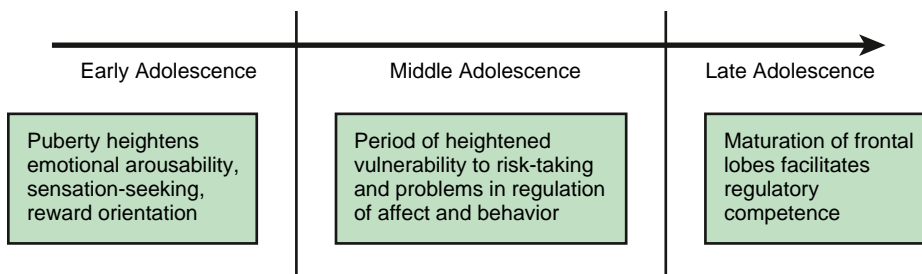 Early Adolescence
Middle Adolescence
Late Adolescence
Puberty heightens
emotional arousability,
sensation-seeking,
reward orientation
Period of heightened
vulnerability to risk-taking
and problems in regulation
of affect and behavior
Maturation of frontal
lobes facilitates
regulatory
competence